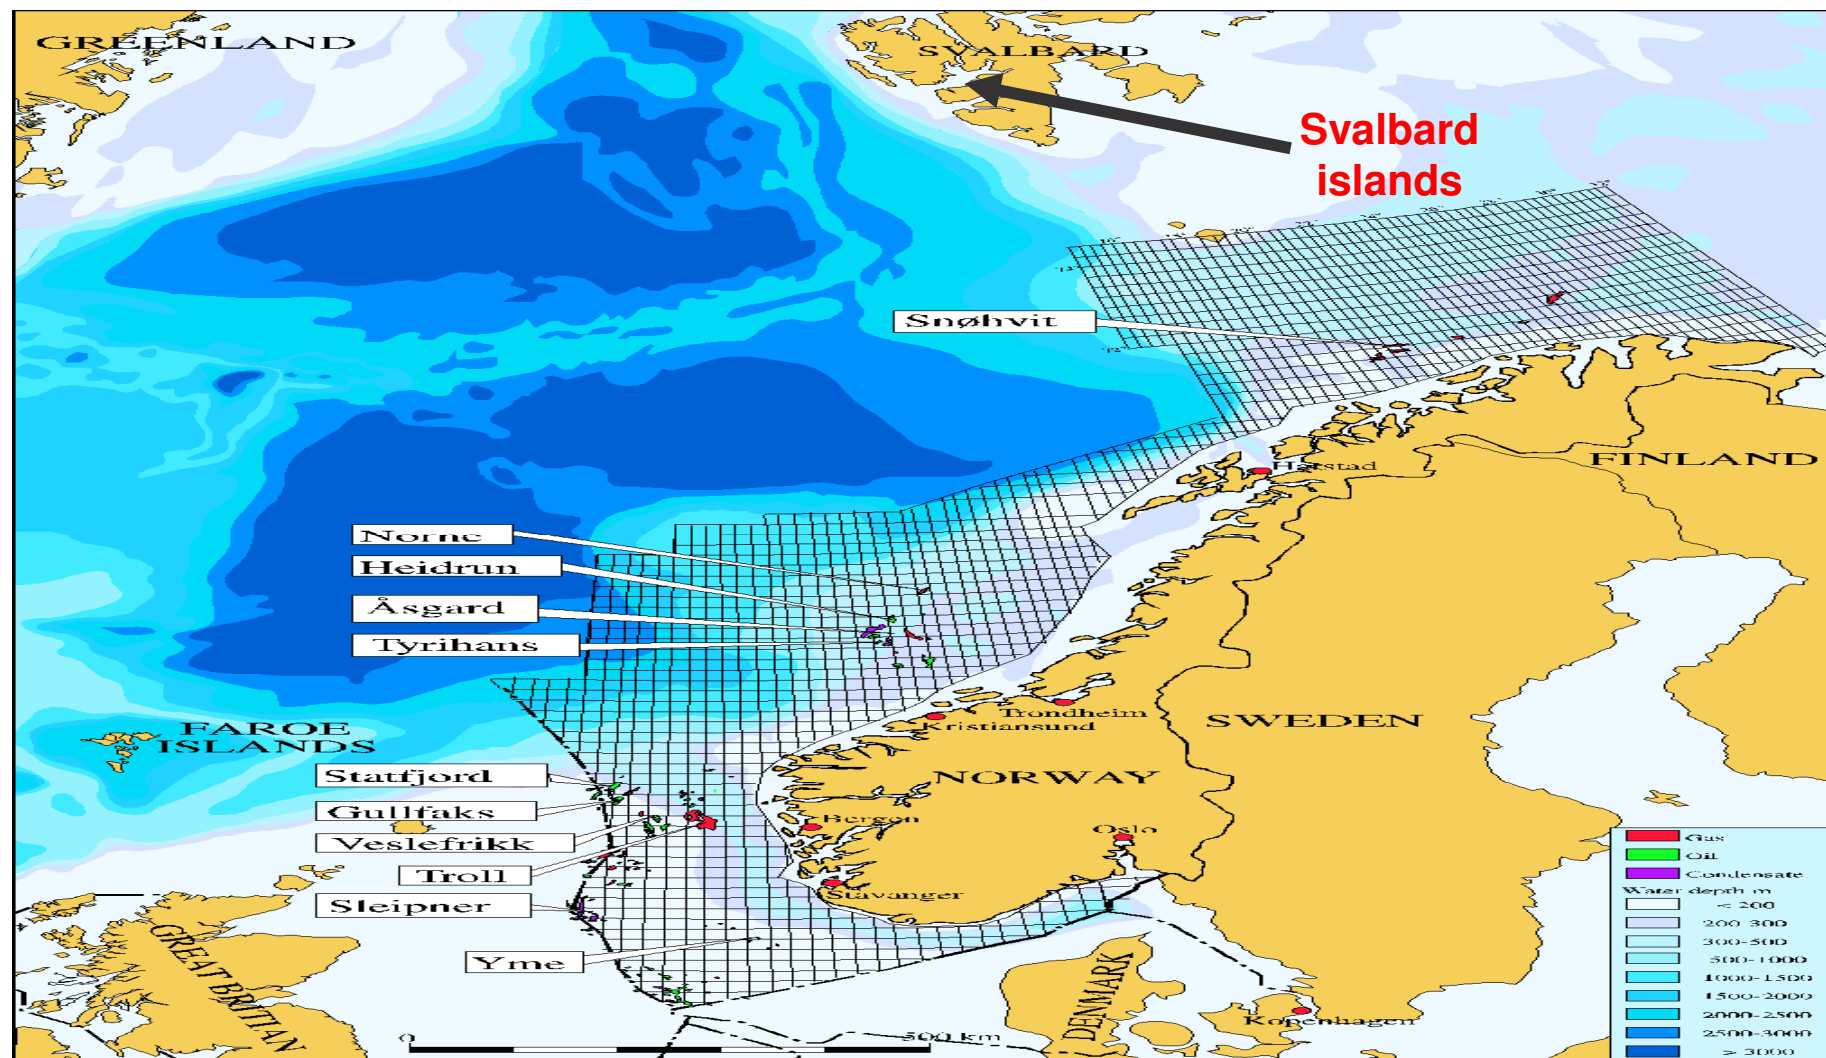 GREENLAND
SVALBARD
Svalbard
islands
Snøhvit
FINLAND
Harstad
Norne
Heidrun
Åsgard
Tyrihans
Trondheim
Kristiansund
SWEDEN
FAROE
ISLANDS
NORWAY
Statfjord
Gullfaks
Veslefrikk
Troll
Sleipner
Yme
Bergen
Oslo
Stavanger
GREAT BRITIAN
DENMARK
Kopenhagen
0
500 km
Gas
Oil
Condensate
Water depth m
< 200
200-300
300-500
500-1000
1000-1500
1500-2000
2000-2500
2500-3000
> 3000